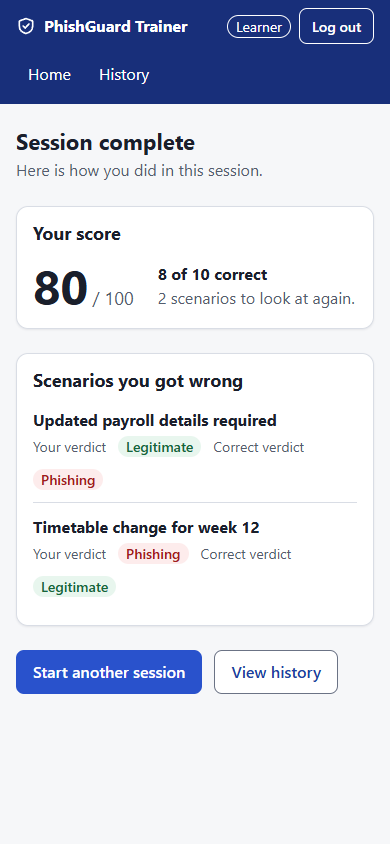 PhishGuard Trainer Learner Log out
Home History
Session complete
Here is how you did in this session.
Your score
80 / 100
8 of 10 correct
2 scenarios to look at again.
Scenarios you got wrong
Updated payroll details required
Your verdict Legitimate Correct verdict
Phishing
Timetable change for week 12
Your verdict Phishing Correct verdict
Legitimate
Start another session View history